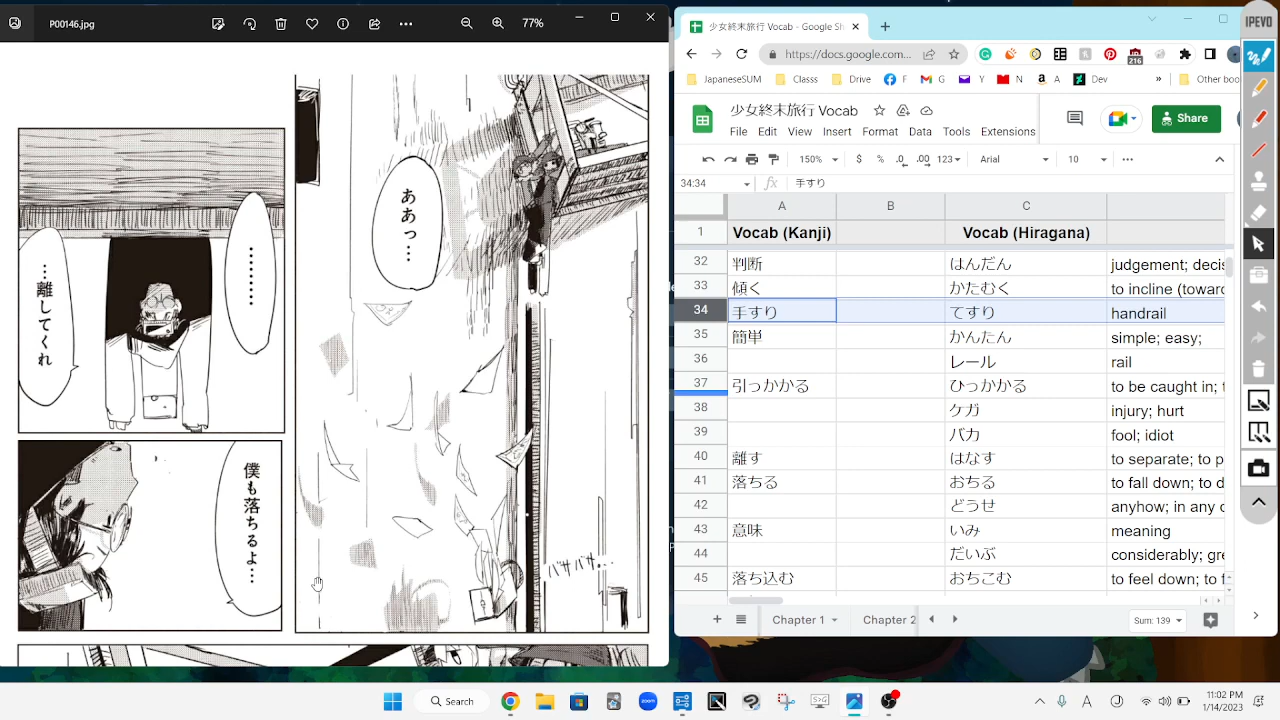 P00146.jpg
77%
ああっ…
バサバサ…
…………
…離してくれ
僕も落ちるよ…
少女終末旅行 Vocab - Google Sh
https://docs.google.com...
216
JapaneseSUM
Classs
Drive
F
G
Y
N
A
Dev
»
Other boo
少女終末旅行 Vocab
File Edit View Insert Format Data Tools Extensions
Share
150% $ % .0 .00 123 Arial 10
34:34 fx 手すり
A B C
1 Vocab (Kanji) Vocab (Hiragana)
32 判断 はんだん judgement; decis
33 傾く かたむく to incline (toward
34 手すり てすり handrail
35 簡単 かんたん simple; easy;
36 レール rail
37 引っかかる ひっかかる to be caught in; t
38 ケガ injury; hurt
39 バカ fool; idiot
40 離す はなす to separate; to p
41 落ちる おちる to fall down; to d
42 どうせ anyhow; in any c
43 意味 いみ meaning
44 だいぶ considerably; gre
45 落ち込む おちこむ to feel down; to f
Chapter 1 Chapter 2
Sum: 139
IPEVO
Search
zoom
A
11:02 PM
1/14/2023